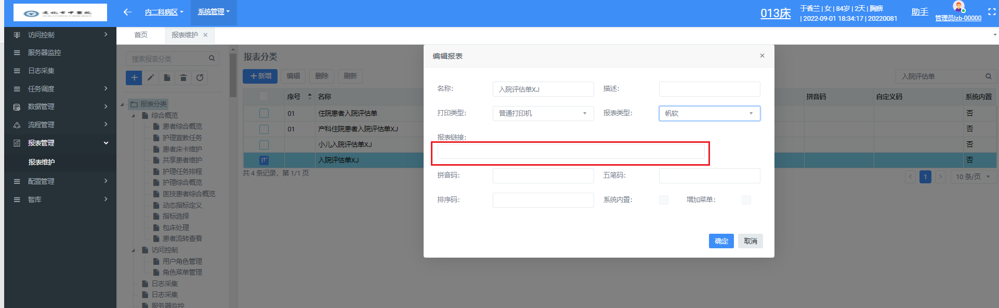 内二科病区
系统管理
013床
于香兰 | 女 | 84岁 | 2天 | 胸痹
| 2022-09-01 18:34:17 | 20220081
助手
管理员lzb-00000
访问控制
服务器监控
日志采集
任务调度
数据管理
流程管理
报表管理
报表维护
配置管理
智库
首页
报表维护 ×
搜索报表分类
报表分类
综合概览
患者综合概览
护理宣教任务
患者床卡维护
共享患者维护
护理任务排程
护理综合概览
医技患者综合概览
动态指标定义
指标选择
包床处理
患者流转查看
访问控制
用户角色管理
角色菜单管理
日志采集
日志采集
服务器监控
报表分类
+新增 编辑 删除 刷新
入院评估单
序号 名称 拼音码 自定义码 系统内置
01 住院患者入院评估单 否
01 产科住院患者入院评估单XJ 否
小儿入院评估单XJ 否
入院评估单XJ 否
共 4 条记录，第 1/1 页
1
10 条/页
编辑报表 ×
名称: 入院评估单XJ 描述:
打印类型: 普通打印机 报表类型: 帆软
报表链接:
拼音码: 五笔码:
排序码: 系统内置: 增加菜单:
确定 取消